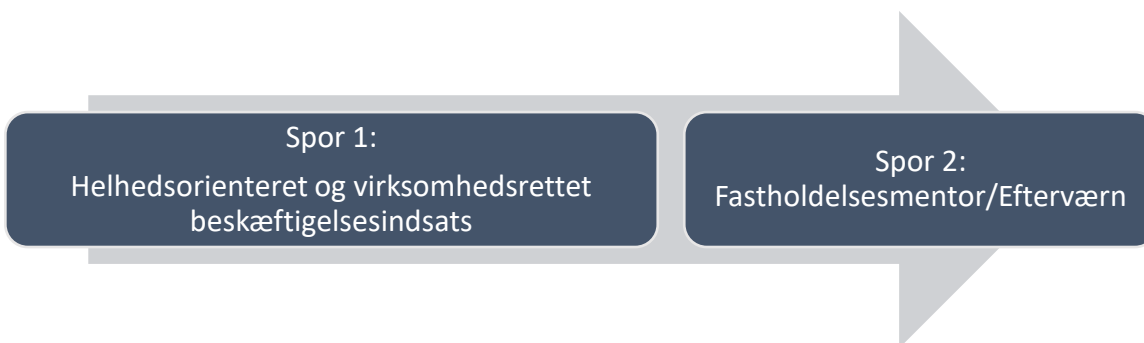 Spor 1:
Helhedsorienteret og virksomhedsrettet
beskæftigelsesindsats
Spor 2:
Fastholdelsesmentor/Efterværn